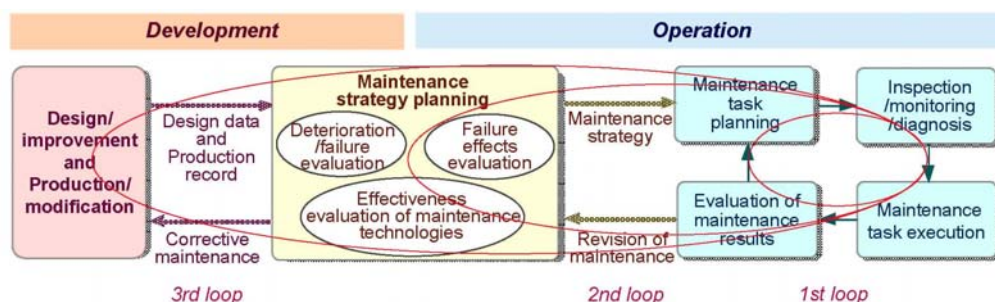 Development
Operation
Design/
improvement
and
Production/
modification
Design data
and
Production
record
Corrective
maintenance
Maintenance
strategy planning
Deterioration
/failure
evaluation
Failure
effects
evaluation
Effectiveness
evaluation of maintenance
technologies
Maintenance
strategy
Revision of
maintenance
Maintenance
task
planning
Inspection
/monitoring
/diagnosis
Evaluation of
maintenance
results
Maintenance
task execution
3rd loop
2nd loop
1st loop